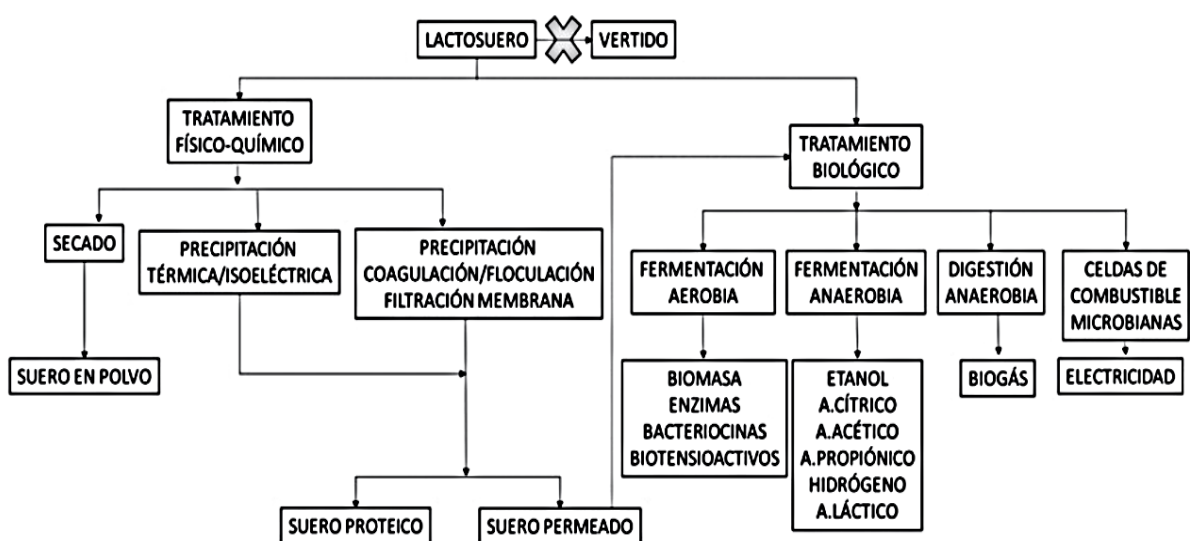 LACTOSUERO
VERTIDO
TRATAMIENTO
FÍSICO-QUÍMICO
TRATAMIENTO
BIOLÓGICO
SECADO
PRECIPITACIÓN
TÉRMICA/ISOELÉCTRICA
PRECIPITACIÓN
COAGULACIÓN/FLOCULACIÓN
FILTRACIÓN MEMBRANA
FERMENTACIÓN
AEROBIA
FERMENTACIÓN
ANAEROBIA
DIGESTIÓN
ANAEROBIA
CELDAS DE
COMBUSTIBLE
MICROBIANAS
SUERO EN POLVO
BIOMASA
ENZIMAS
BACTERIOCINAS
BIOTENSIOACTIVOS
ETANOL
A.CÍTRICO
A.ACÉTICO
A.PROPIÓNICO
HIDRÓGENO
A.LÁCTICO
BIOGÁS
ELECTRICIDAD
SUERO PROTEICO
SUERO PERMEADO